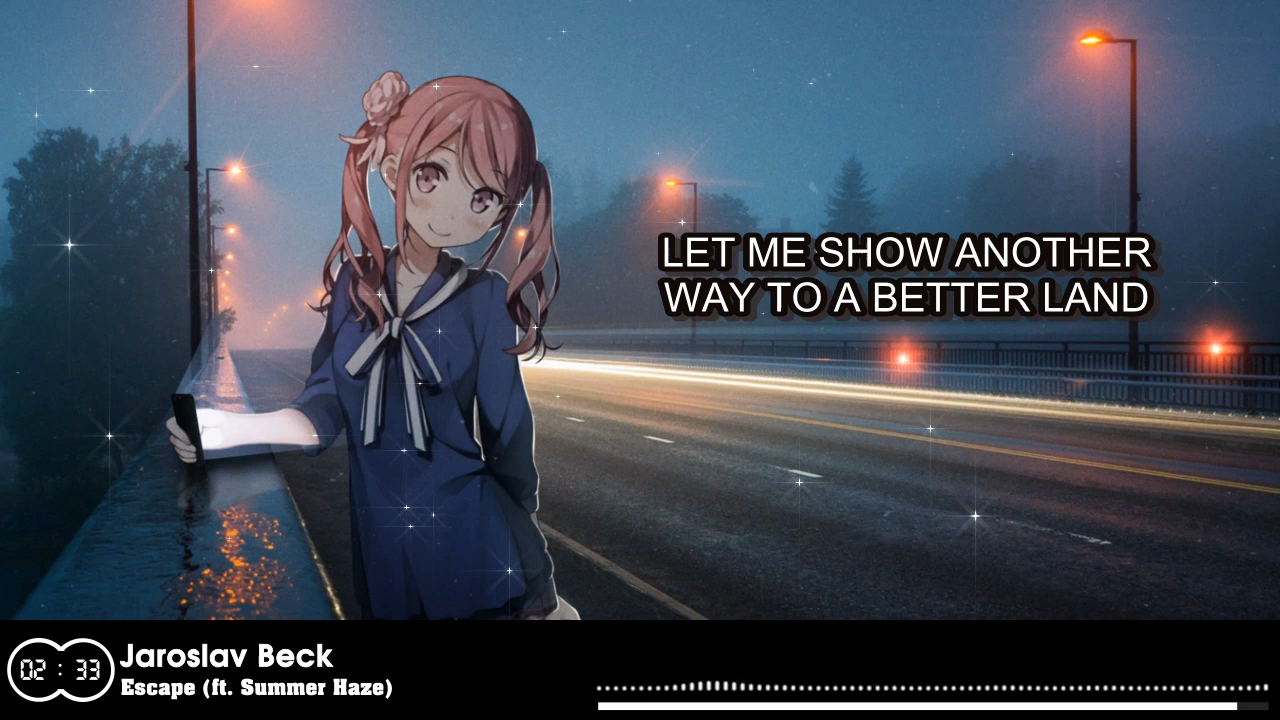 LET ME SHOW ANOTHER
WAY TO A BETTER LAND
02 : 33
Jaroslav Beck
Escape (ft. Summer Haze)